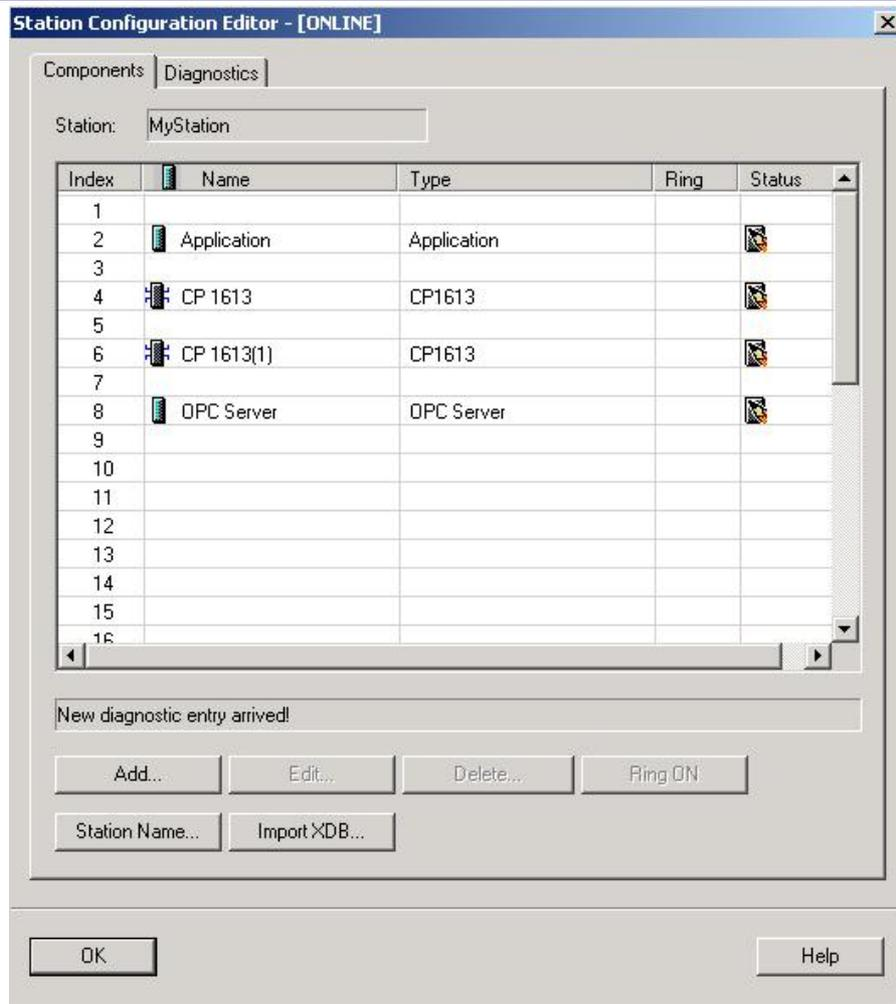 Station Configuration Editor - [ONLINE]
Components Diagnostics
Station: MyStation
Index Name Type Ring Status
1
2 Application Application
3
4 CP 1613 CP1613
5
6 CP 1613(1) CP1613
7
8 OPC Server OPC Server
9
10
11
12
13
14
15
16
New diagnostic entry arrived!
Add... Edit... Delete... Ring ON
Station Name... Import XDB...
OK Help